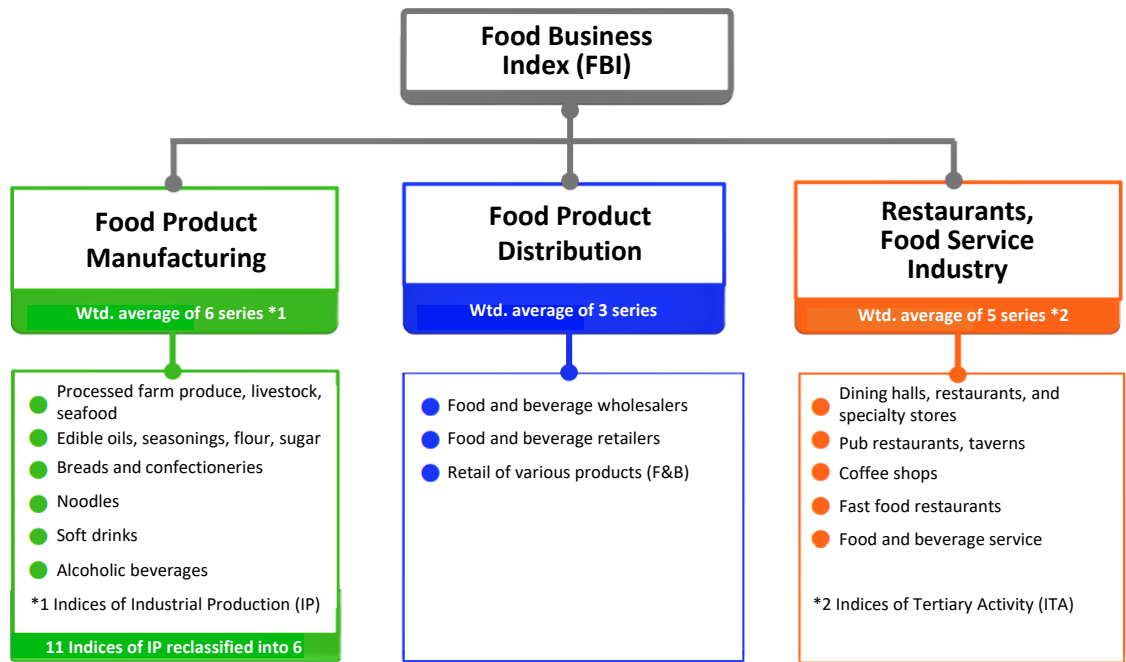 Food Business
Index (FBI)
Food Product
Manufacturing
Wtd. average of 6 series *1
Processed farm produce, livestock,
seafood
Edible oils, seasonings, flour, sugar
Breads and confectioneries
Noodles
Soft drinks
Alcoholic beverages
*1 Indices of Industrial Production (IP)
11 Indices of IP reclassified into 6
Food Product
Distribution
Wtd. average of 3 series
Food and beverage wholesalers
Food and beverage retailers
Retail of various products (F&B)
Restaurants,
Food Service
Industry
Wtd. average of 5 series *2
Dining halls, restaurants, and
specialty stores
Pub restaurants, taverns
Coffee shops
Fast food restaurants
Food and beverage service
*2 Indices of Tertiary Activity (ITA)